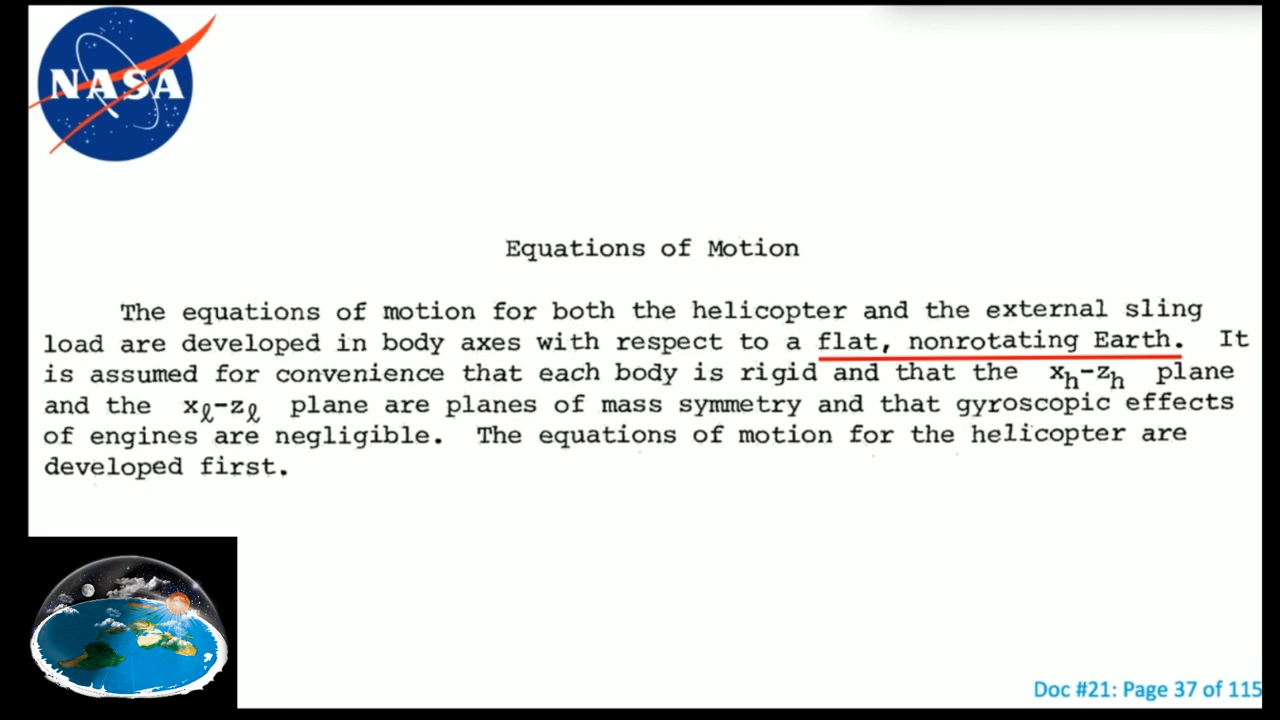 NASA
Equations of Motion
The equations of motion for both the helicopter and the external sling
load are developed in body axes with respect to a flat, nonrotating Earth. It
is assumed for convenience that each body is rigid and that the xh-zh plane
and the xℓ-zℓ plane are planes of mass symmetry and that gyroscopic effects
of engines are negligible. The equations of motion for the helicopter are
developed first.
Doc #21: Page 37 of 115